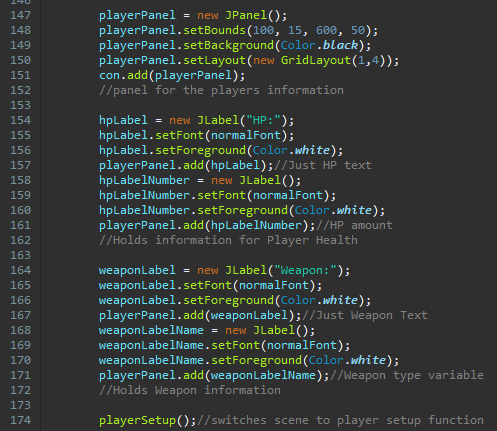 147 playerPanel = new JPanel();
148 playerPanel.setBounds(100, 15, 600, 50);
149 playerPanel.setBackground(Color.black);
150 playerPanel.setLayout(new GridLayout(1,4));
151 con.add(playerPanel);
152 //panel for the players information
153
154 hpLabel = new JLabel("HP:");
155 hpLabel.setFont(normalFont);
156 hpLabel.setForeground(Color.white);
157 playerPanel.add(hpLabel);//Just HP text
158 hpLabelNumber = new JLabel();
159 hpLabelNumber.setFont(normalFont);
160 hpLabelNumber.setForeground(Color.white);
161 playerPanel.add(hpLabelNumber);//HP amount
162 //Holds information for Player Health
163
164 weaponLabel = new JLabel("Weapon:");
165 weaponLabel.setFont(normalFont);
166 weaponLabel.setForeground(Color.white);
167 playerPanel.add(weaponLabel);//Just Weapon Text
168 weaponLabelName = new JLabel();
169 weaponLabelName.setFont(normalFont);
170 weaponLabelName.setForeground(Color.white);
171 playerPanel.add(weaponLabelName);//Weapon type variable
172 //Holds Weapon information
173
174 playerSetup();//switches scene to player setup function